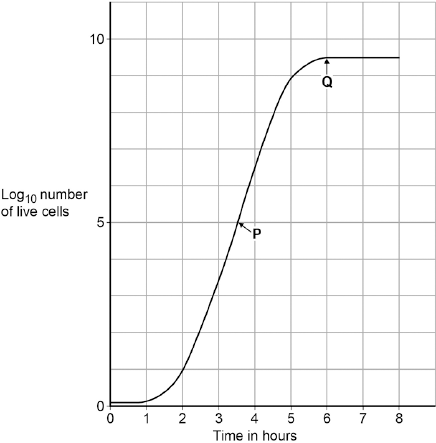 10
Q
Log10 number
of live cells
5
P
0
0 1 2 3 4 5 6 7 8
Time in hours